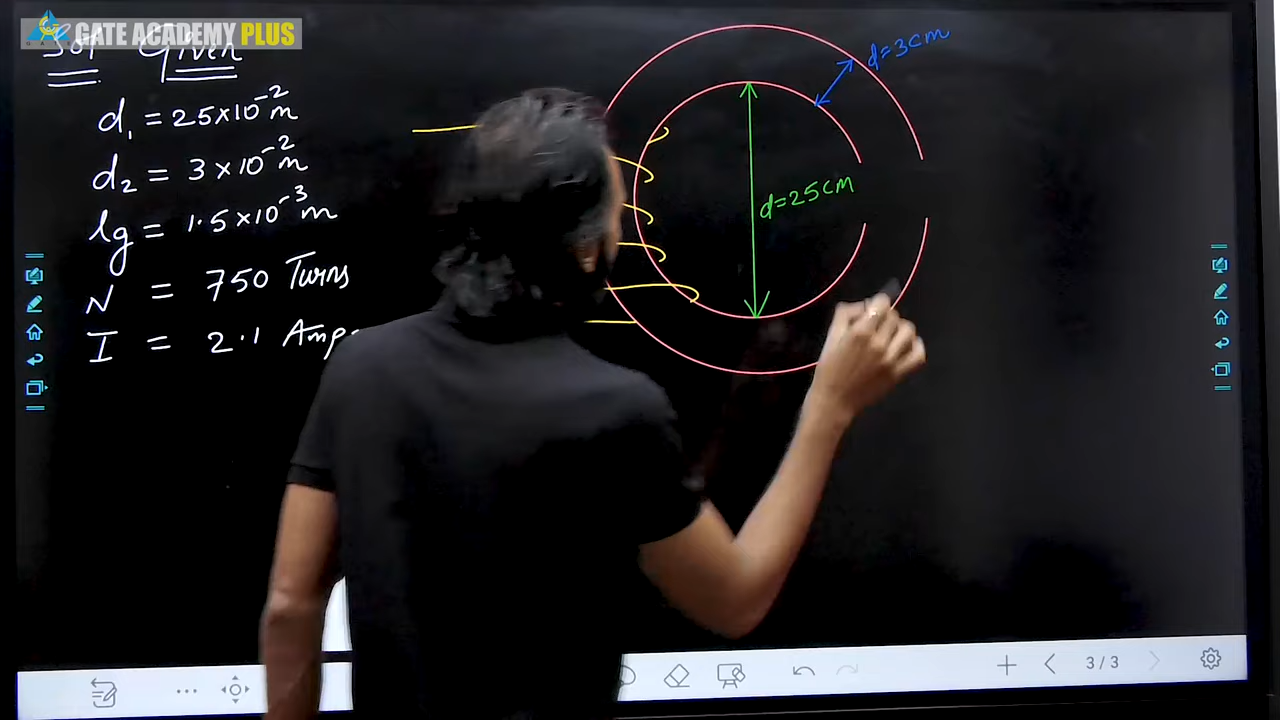 GATE ACADEMY PLUS
Sol Given
d₁ = 25×10⁻² m
d₂ = 3×10⁻² m
lg = 1.5×10⁻³ m
N = 750 Turns
I = 2.1 Amp
d=3cm
d=25cm
3/3